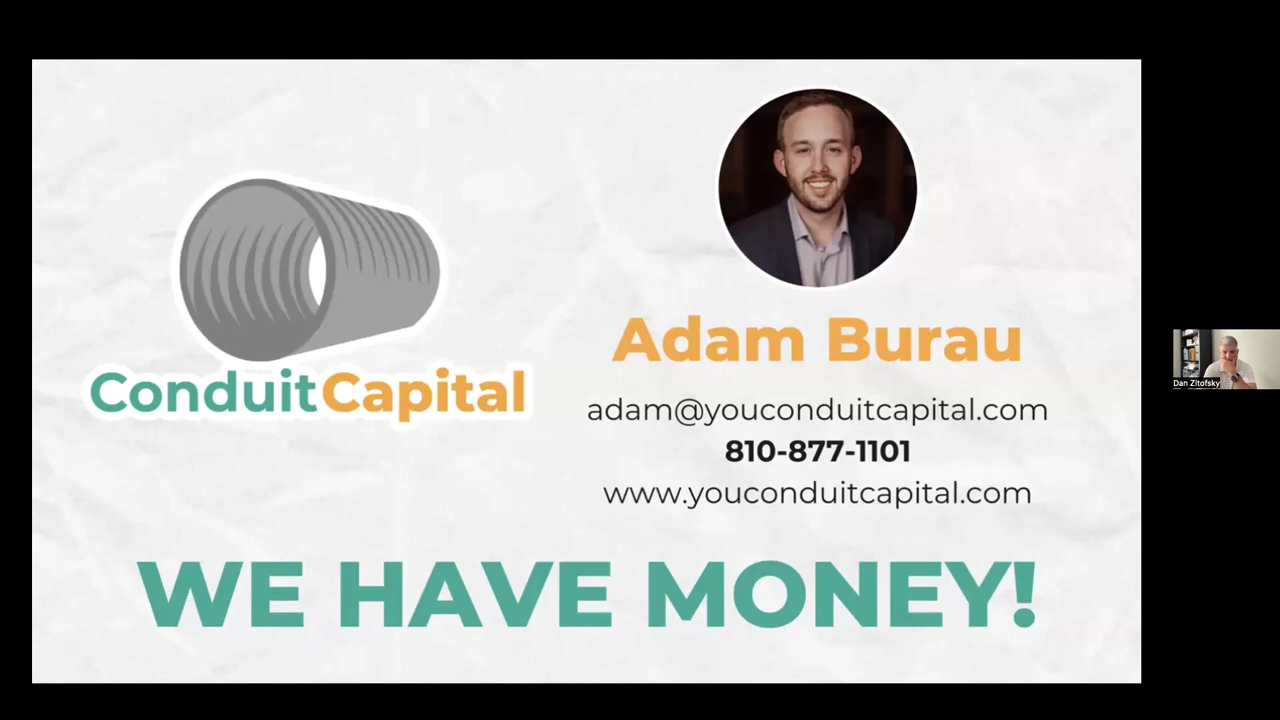 ConduitCapital
Adam Burau
adam@youconduitcapital.com
810-877-1101
www.youconduitcapital.com
WE HAVE MONEY!
Dan Zitofsky